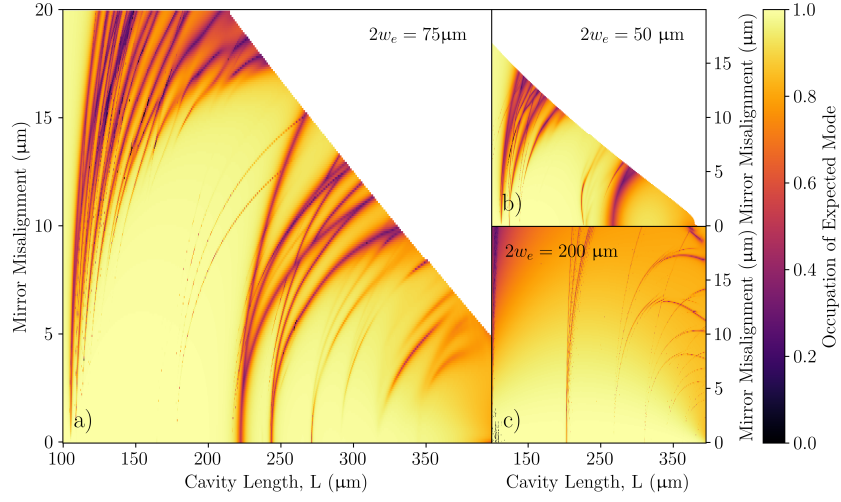 20
15
10
5
0
Mirror Misalignment (μm)
100
150
200
250
300
350
Cavity Length, L (μm)
2wₑ = 75μm
a)
2wₑ = 50 μm
b)
15
10
5
0
Mirror Misalignment (μm)
2wₑ = 200 μm
c)
15
10
5
0
Mirror Misalignment (μm)
150
250
350
Cavity Length, L (μm)
1.0
0.8
0.6
0.4
0.2
0.0
Occupation of Expected Mode